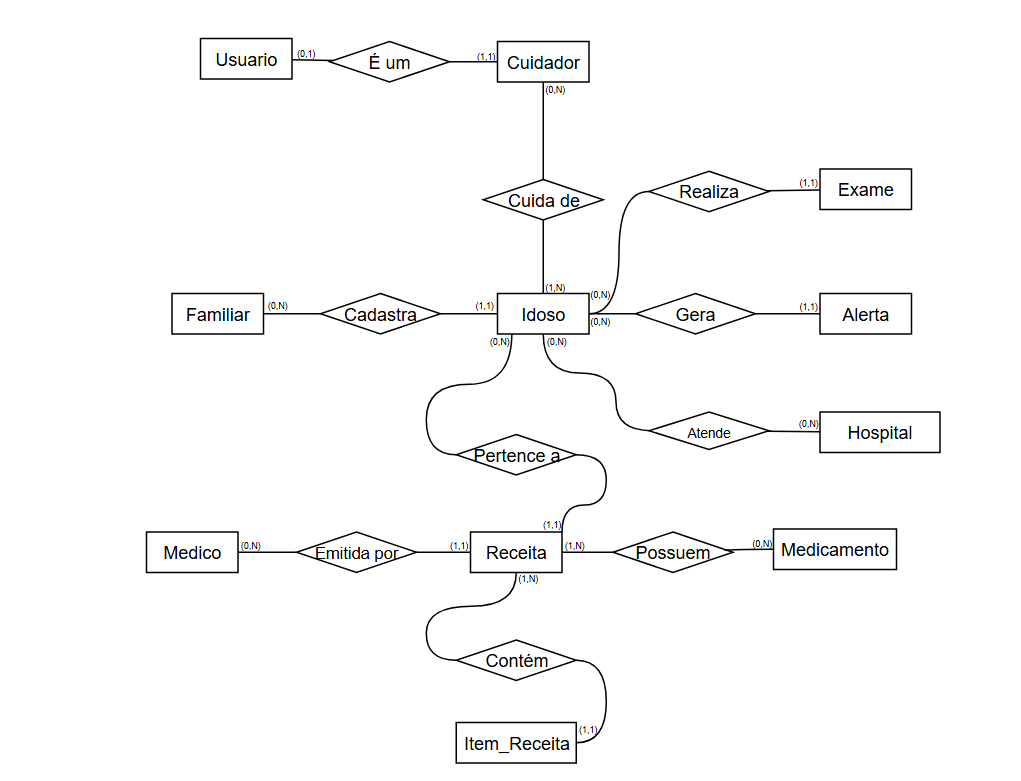 Usuario (0,1) É um (1,1) Cuidador
(0,N)
Cuida de
Realiza (1,1) Exame
(1,N) (0,N)
Familiar (0,N) Cadastra (1,1) Idoso (0,N) Gera (1,1) Alerta
(0,N) (0,N)
Atende (0,N) Hospital
Pertence a
(1,1)
Medico (0,N) Emitida por (1,1) Receita (1,N) Possuem (0,N) Medicamento
(1,N)
Contém
(1,1)
Item_Receita